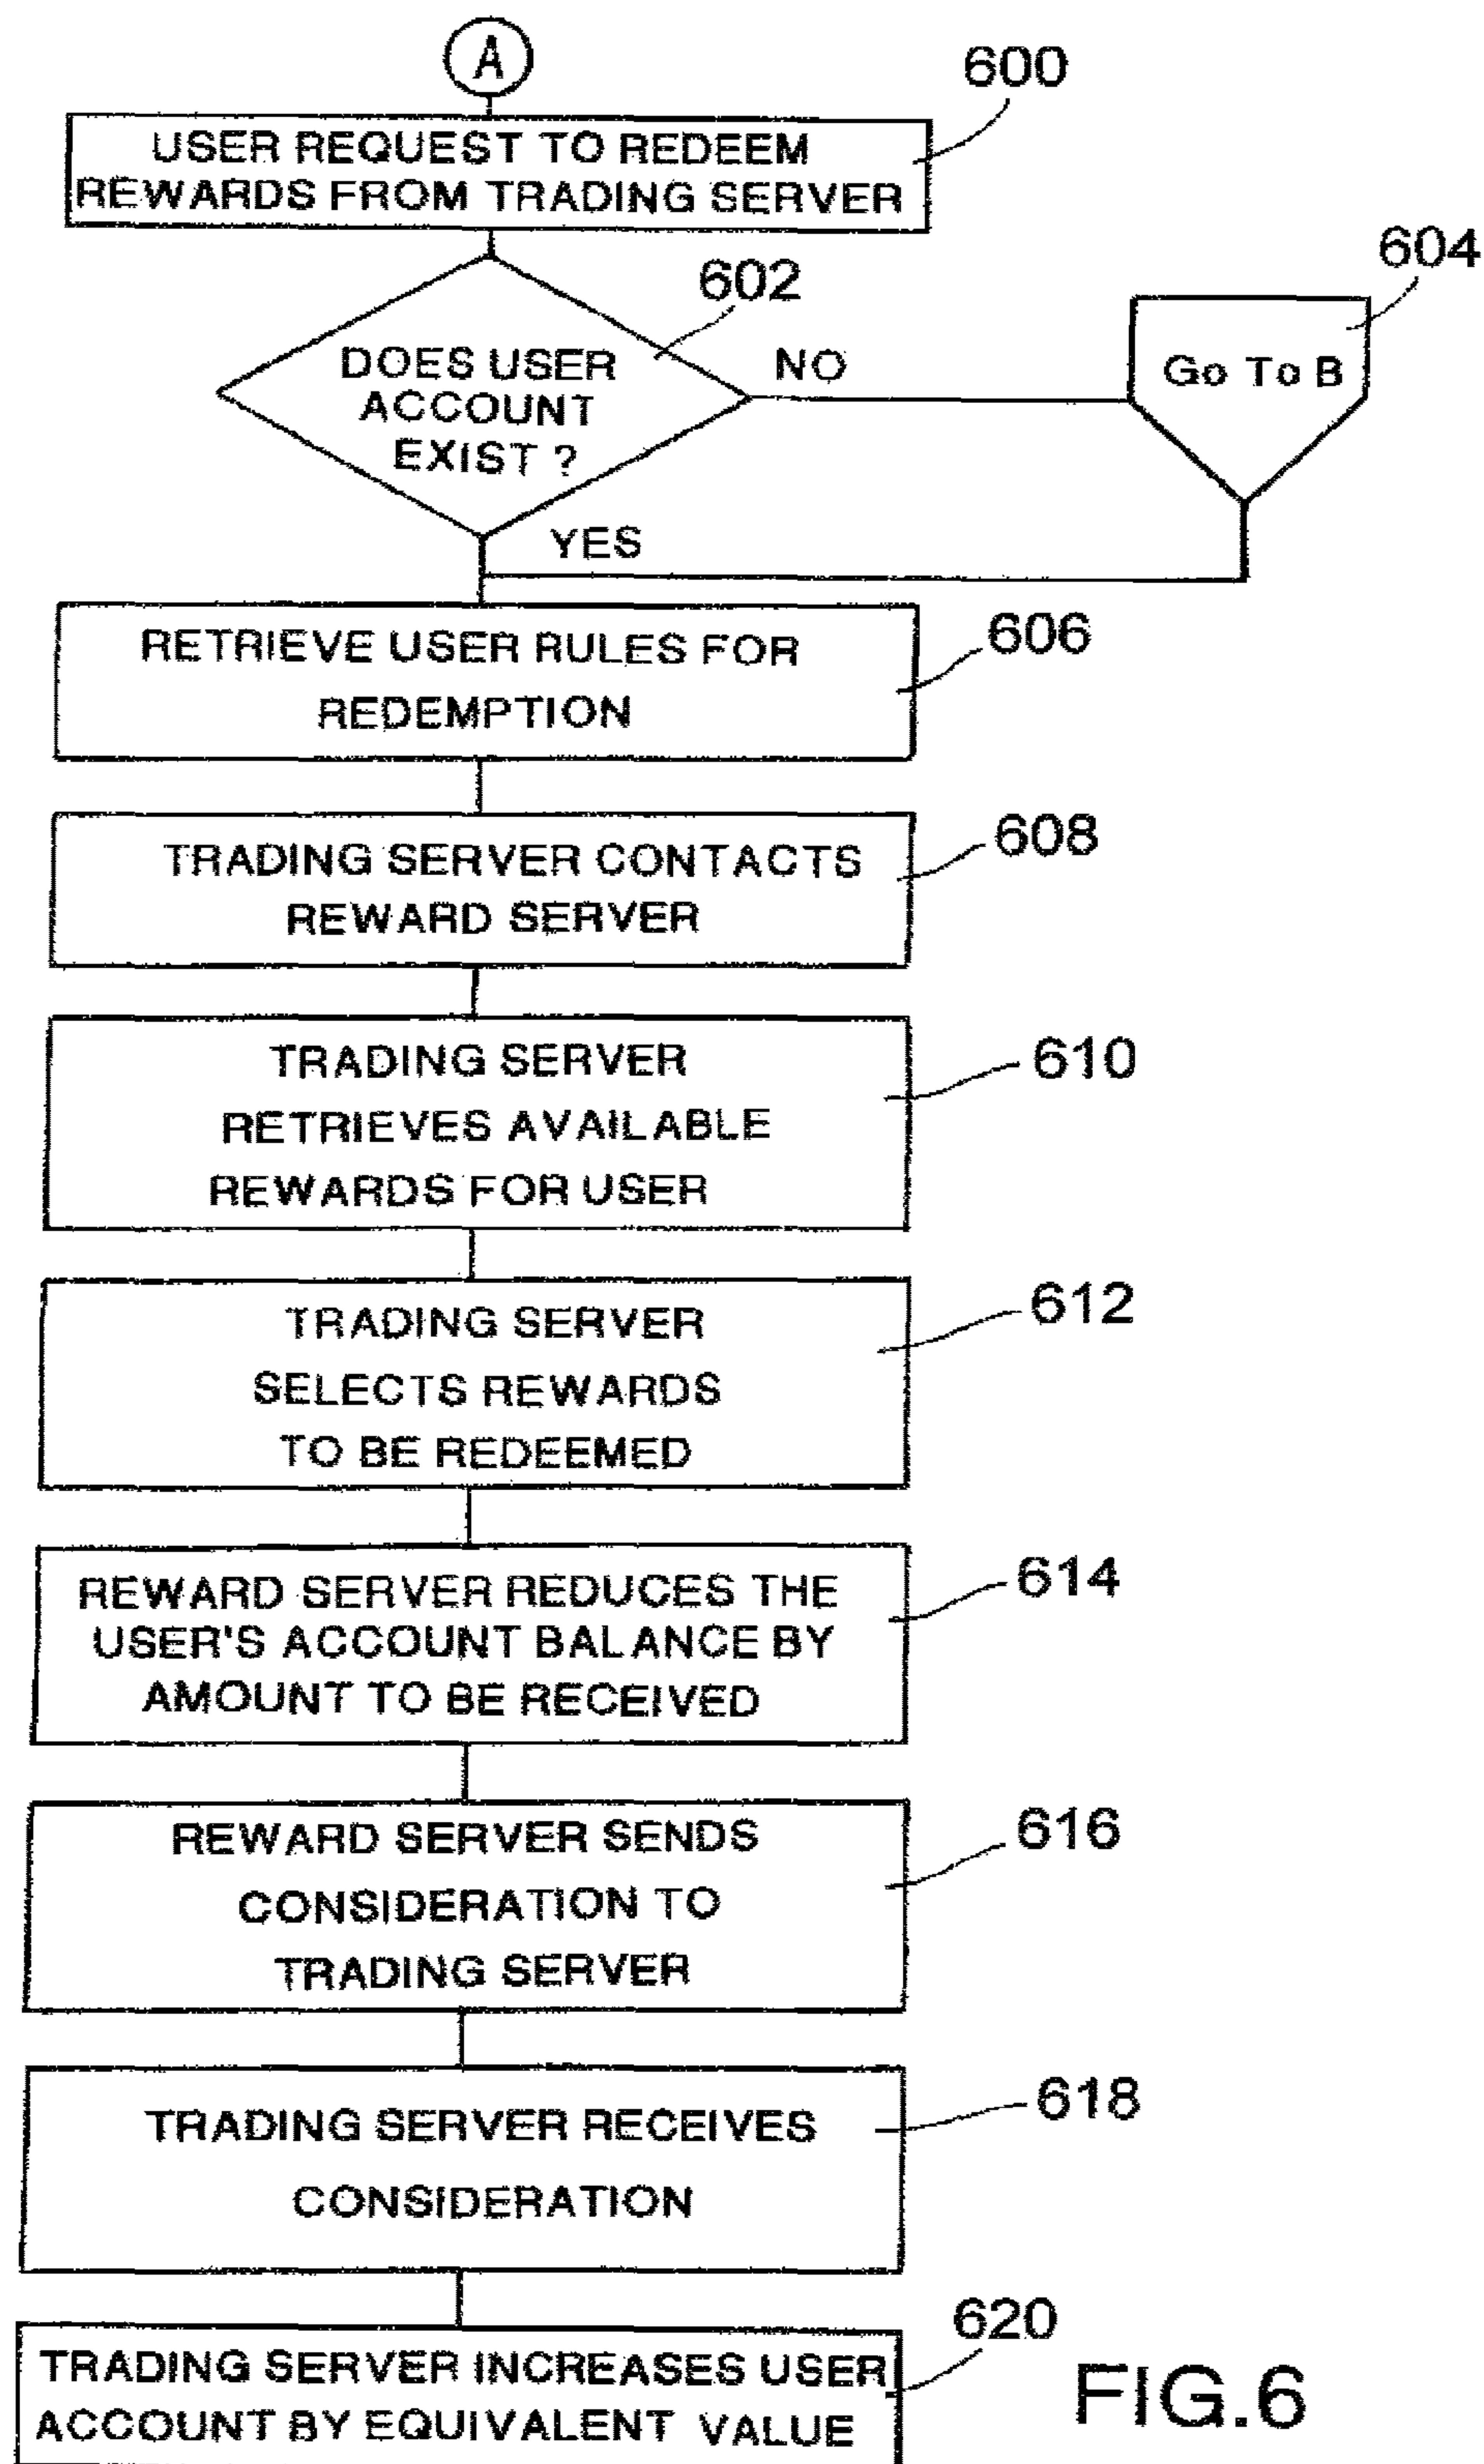 A
600
USER REQUEST TO REDEEM
REWARDS FROM TRADING SERVER
602
604
DOES USER
ACCOUNT
EXIST ?
NO
Go To B
YES
RETRIEVE USER RULES FOR
REDEMPTION
606
TRADING SERVER CONTACTS
REWARD SERVER
608
TRADING SERVER
RETRIEVES AVAILABLE
REWARDS FOR USER
610
TRADING SERVER
SELECTS REWARDS
TO BE REDEEMED
612
REWARD SERVER REDUCES THE
USER'S ACCOUNT BALANCE BY
AMOUNT TO BE RECEIVED
614
REWARD SERVER SENDS
CONSIDERATION TO
TRADING SERVER
616
TRADING SERVER RECEIVES
CONSIDERATION
618
TRADING SERVER INCREASES USER
ACCOUNT BY EQUIVALENT VALUE
620
FIG.6